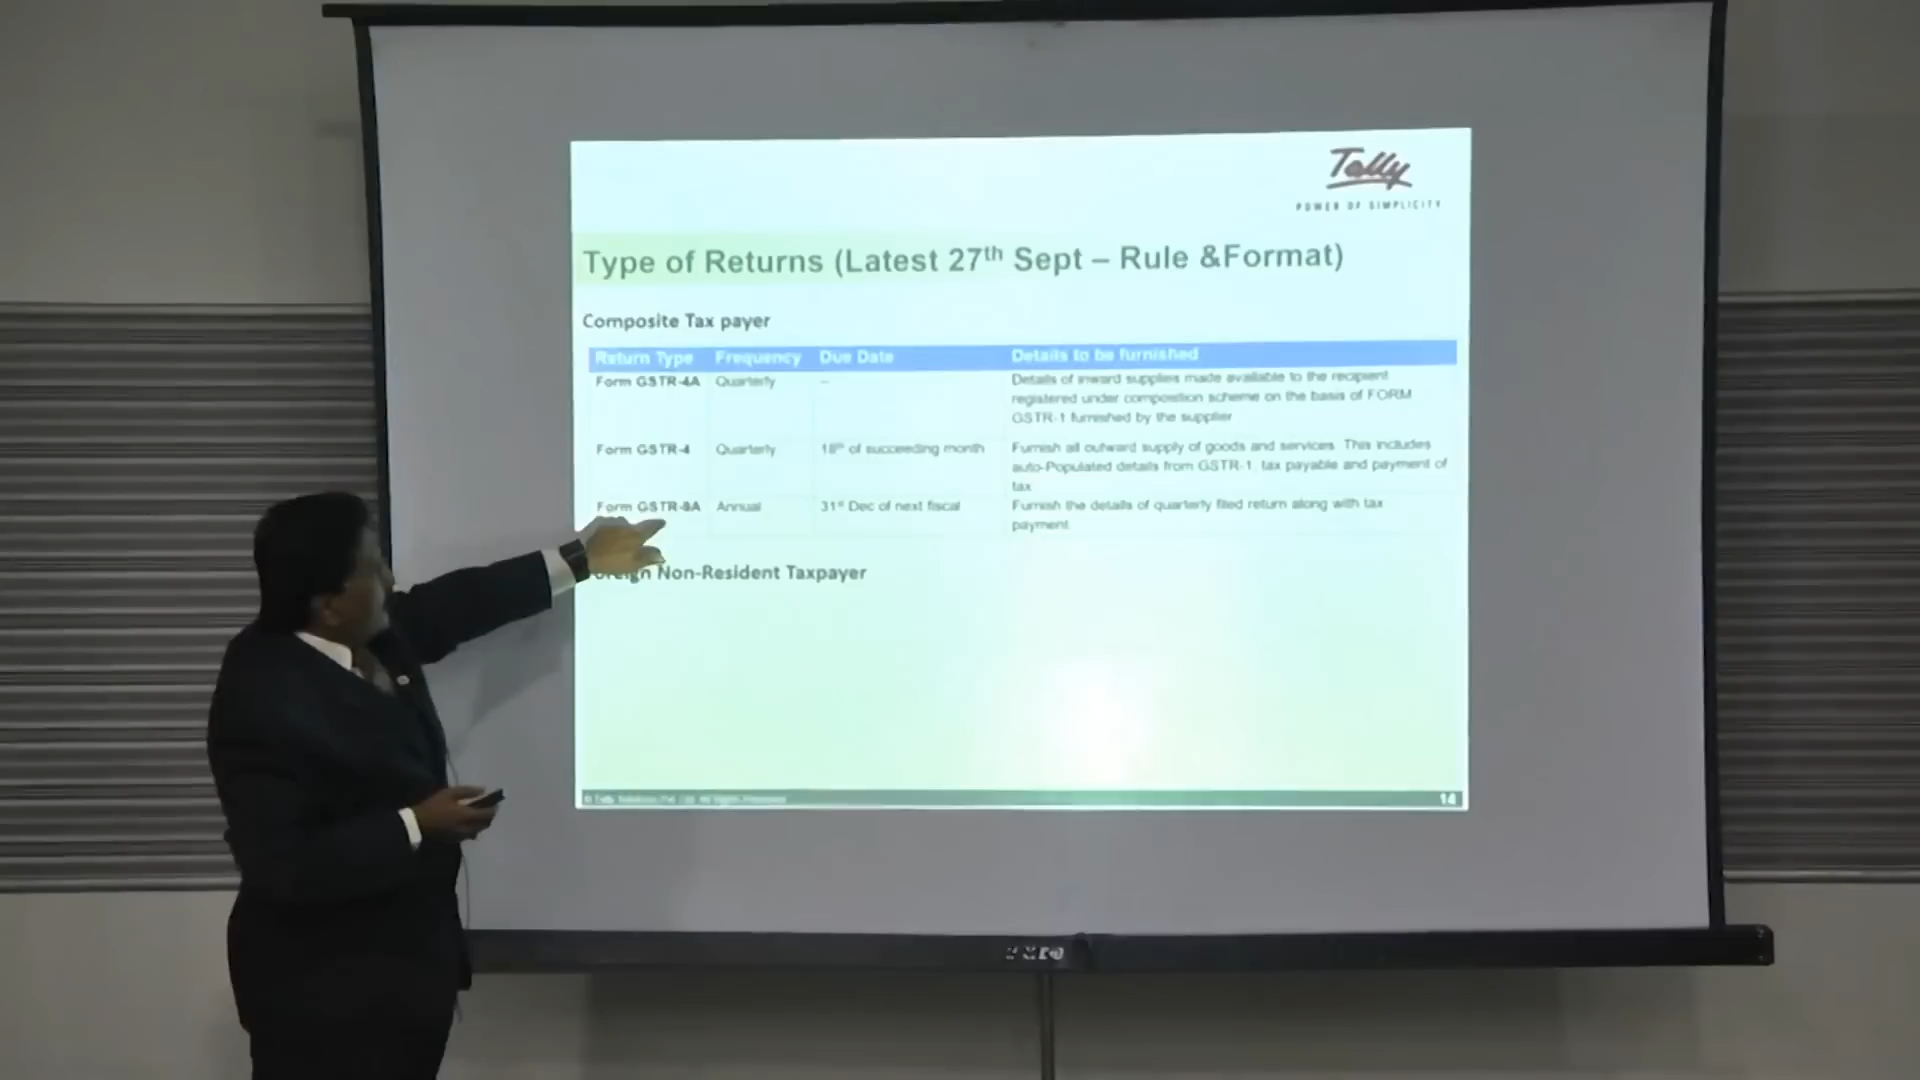 Tally
POWER OF SIMPLICITY
Type of Returns (Latest 27th Sept – Rule &Format)
Composite Tax payer
Return Type Frequency Due Date Details to be furnished
Form GSTR-4A Quarterly – Details of inward supplies made available to the recipient
registered under composition scheme on the basis of FORM
GSTR-1 furnished by the supplier
Form GSTR-4 Quarterly 18th of succeeding month Furnish all outward supply of goods and services. This includes
auto-Populated details from GSTR-1, tax payable and payment of
tax
Form Annual 31st Dec of next fiscal Furnish the details of quarterly filed return along with tax
payment
Non-Resident Taxpayer
14